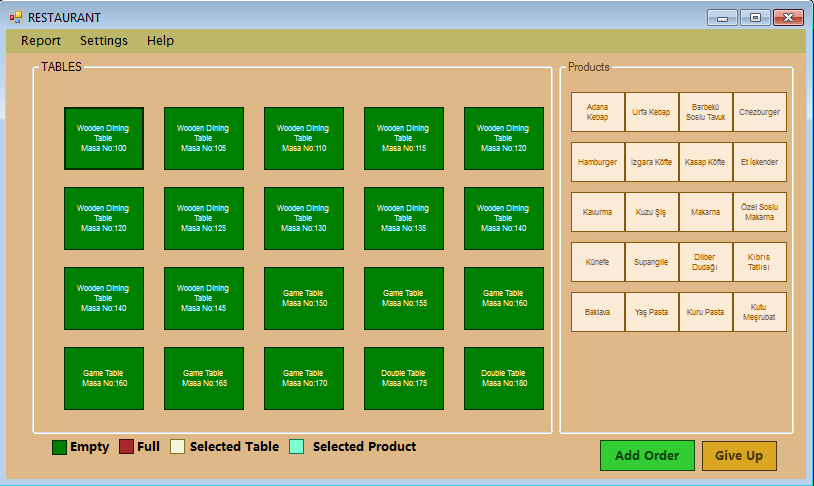 RESTAURANT
Report Settings Help
TABLES
Wooden Dining
Table
Masa No:100
Wooden Dining
Table
Masa No:105
Wooden Dining
Table
Masa No:110
Wooden Dining
Table
Masa No:115
Wooden Dining
Table
Masa No:120
Wooden Dining
Table
Masa No:120
Wooden Dining
Table
Masa No:125
Wooden Dining
Table
Masa No:130
Wooden Dining
Table
Masa No:135
Wooden Dining
Table
Masa No:140
Wooden Dining
Table
Masa No:140
Wooden Dining
Table
Masa No:145
Game Table
Masa No:150
Game Table
Masa No:155
Game Table
Masa No:160
Game Table
Masa No:160
Game Table
Masa No:165
Game Table
Masa No:170
Double Table
Masa No:175
Double Table
Masa No:180
Empty Full Selected Table Selected Product
Products
Adana
Kebap
Urfa Kebap
Barbekü
Soslu Tavuk
Chezburger
Hamburger
Izgara Köfte
Kasap Köfte
Et İskender
Kavurma
Kuzu Şiş
Makarna
Özel Soslu
Makarna
Künefe
Supangille
Dilber
Dudağı
Kıbrıs
Tatlısı
Baklava
Yaş Pasta
Kuru Pasta
Kutu
Meşrubat
Add Order
Give Up